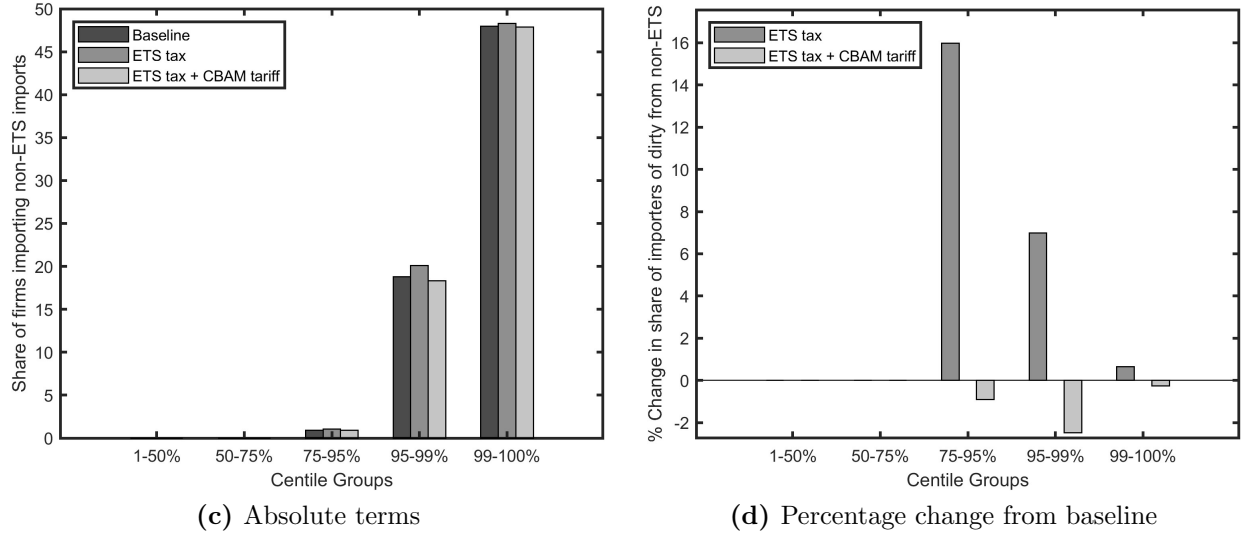 Share of firms importing non-ETS imports
50
45
40
35
30
25
20
15
10
5
0
Baseline
ETS tax
ETS tax + CBAM tariff
1-50% 50-75% 75-95% 95-99% 99-100%
Centile Groups
(c) Absolute terms
% Change in share of importers of dirty from non-ETS
16
14
12
10
8
6
4
2
0
-2
ETS tax
ETS tax + CBAM tariff
1-50% 50-75% 75-95% 95-99% 99-100%
Centile Groups
(d) Percentage change from baseline